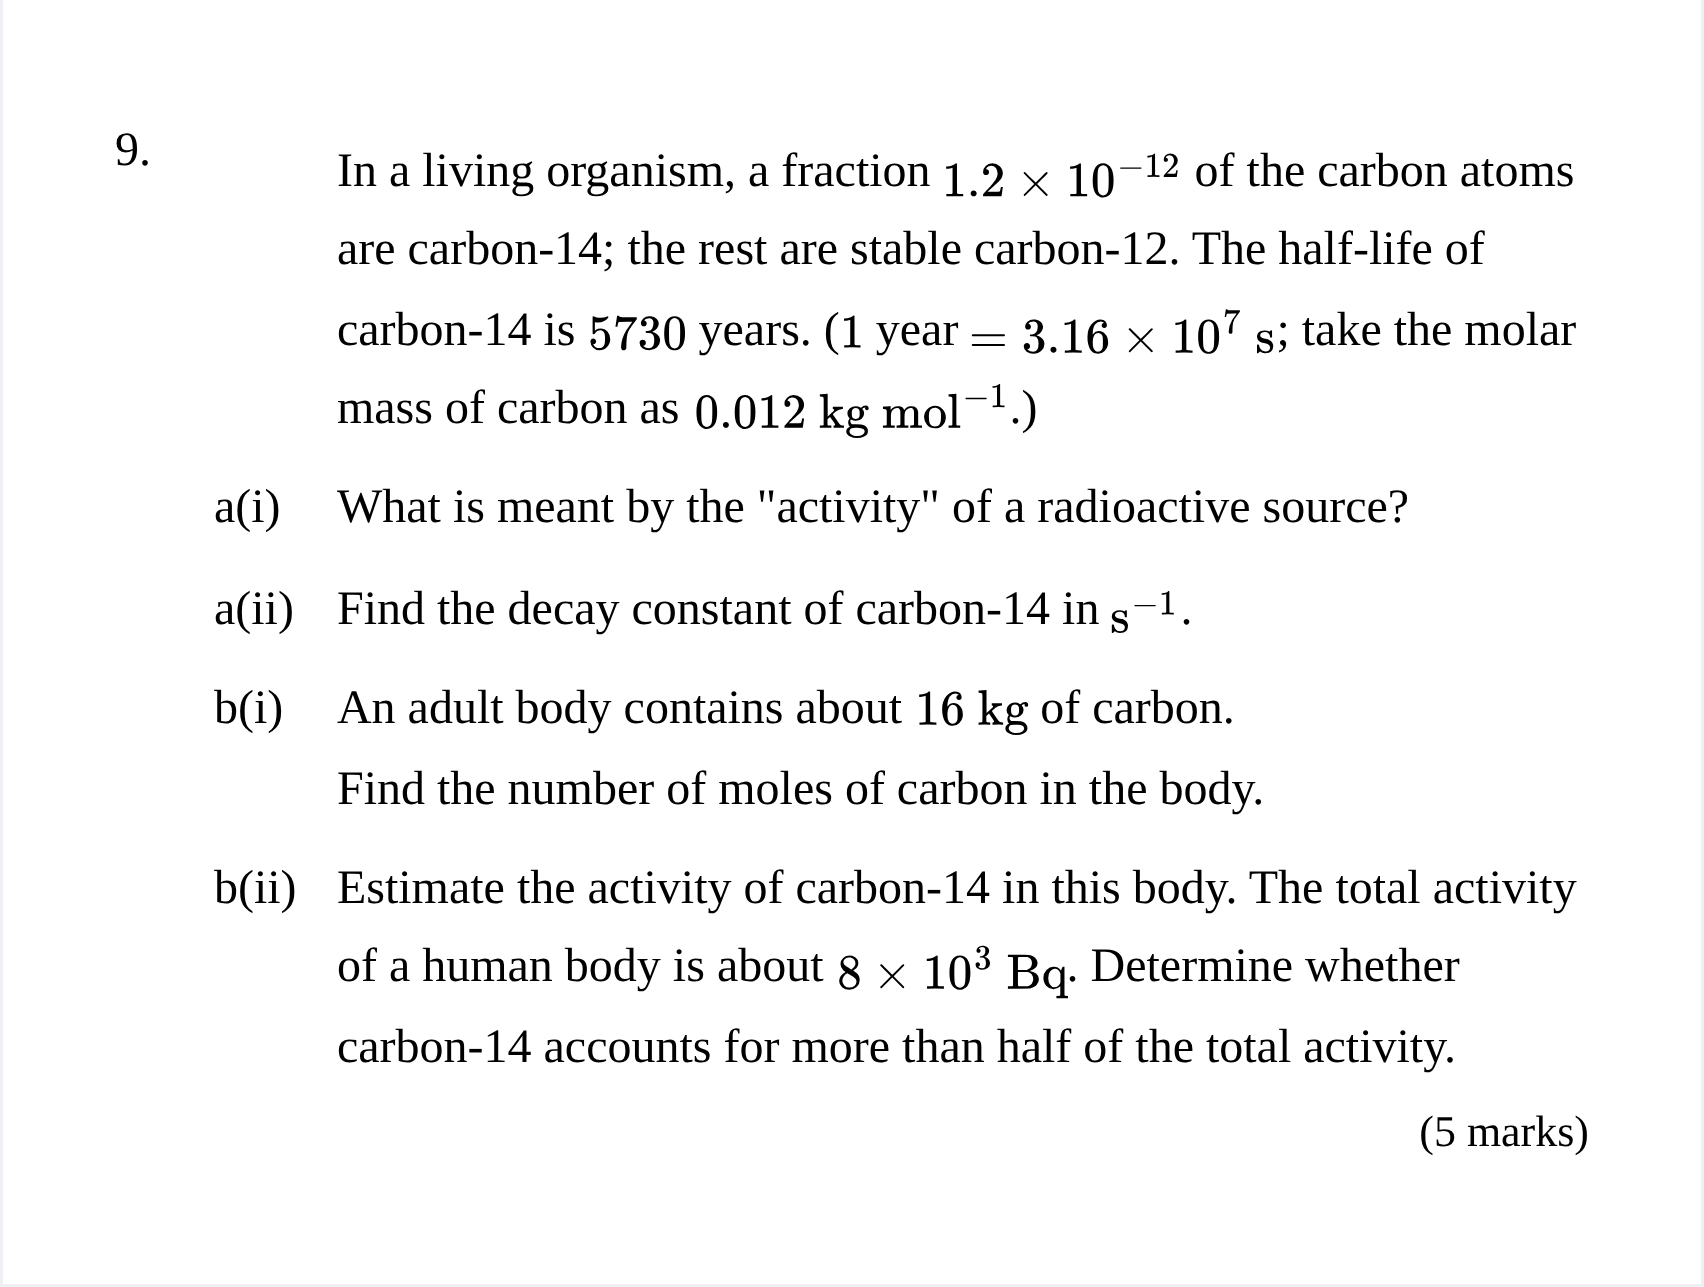 9.
In a living organism, a fraction 1.2 × 10⁻¹² of the carbon atoms
are carbon-14; the rest are stable carbon-12. The half-life of
carbon-14 is 5730 years. (1 year = 3.16 × 10⁷ s; take the molar
mass of carbon as 0.012 kg mol⁻¹.)
a(i) What is meant by the "activity" of a radioactive source?
a(ii) Find the decay constant of carbon-14 in s⁻¹.
b(i) An adult body contains about 16 kg of carbon.
Find the number of moles of carbon in the body.
b(ii) Estimate the activity of carbon-14 in this body. The total activity
of a human body is about 8 × 10³ Bq. Determine whether
carbon-14 accounts for more than half of the total activity.
(5 marks)